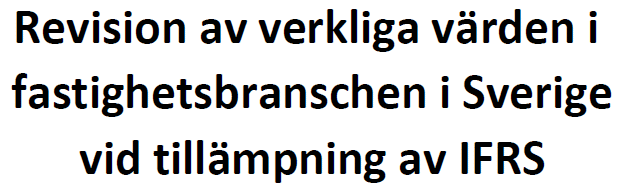 Revision av verkliga värden i
fastighetsbranschen i Sverige
vid tillämpning av IFRS